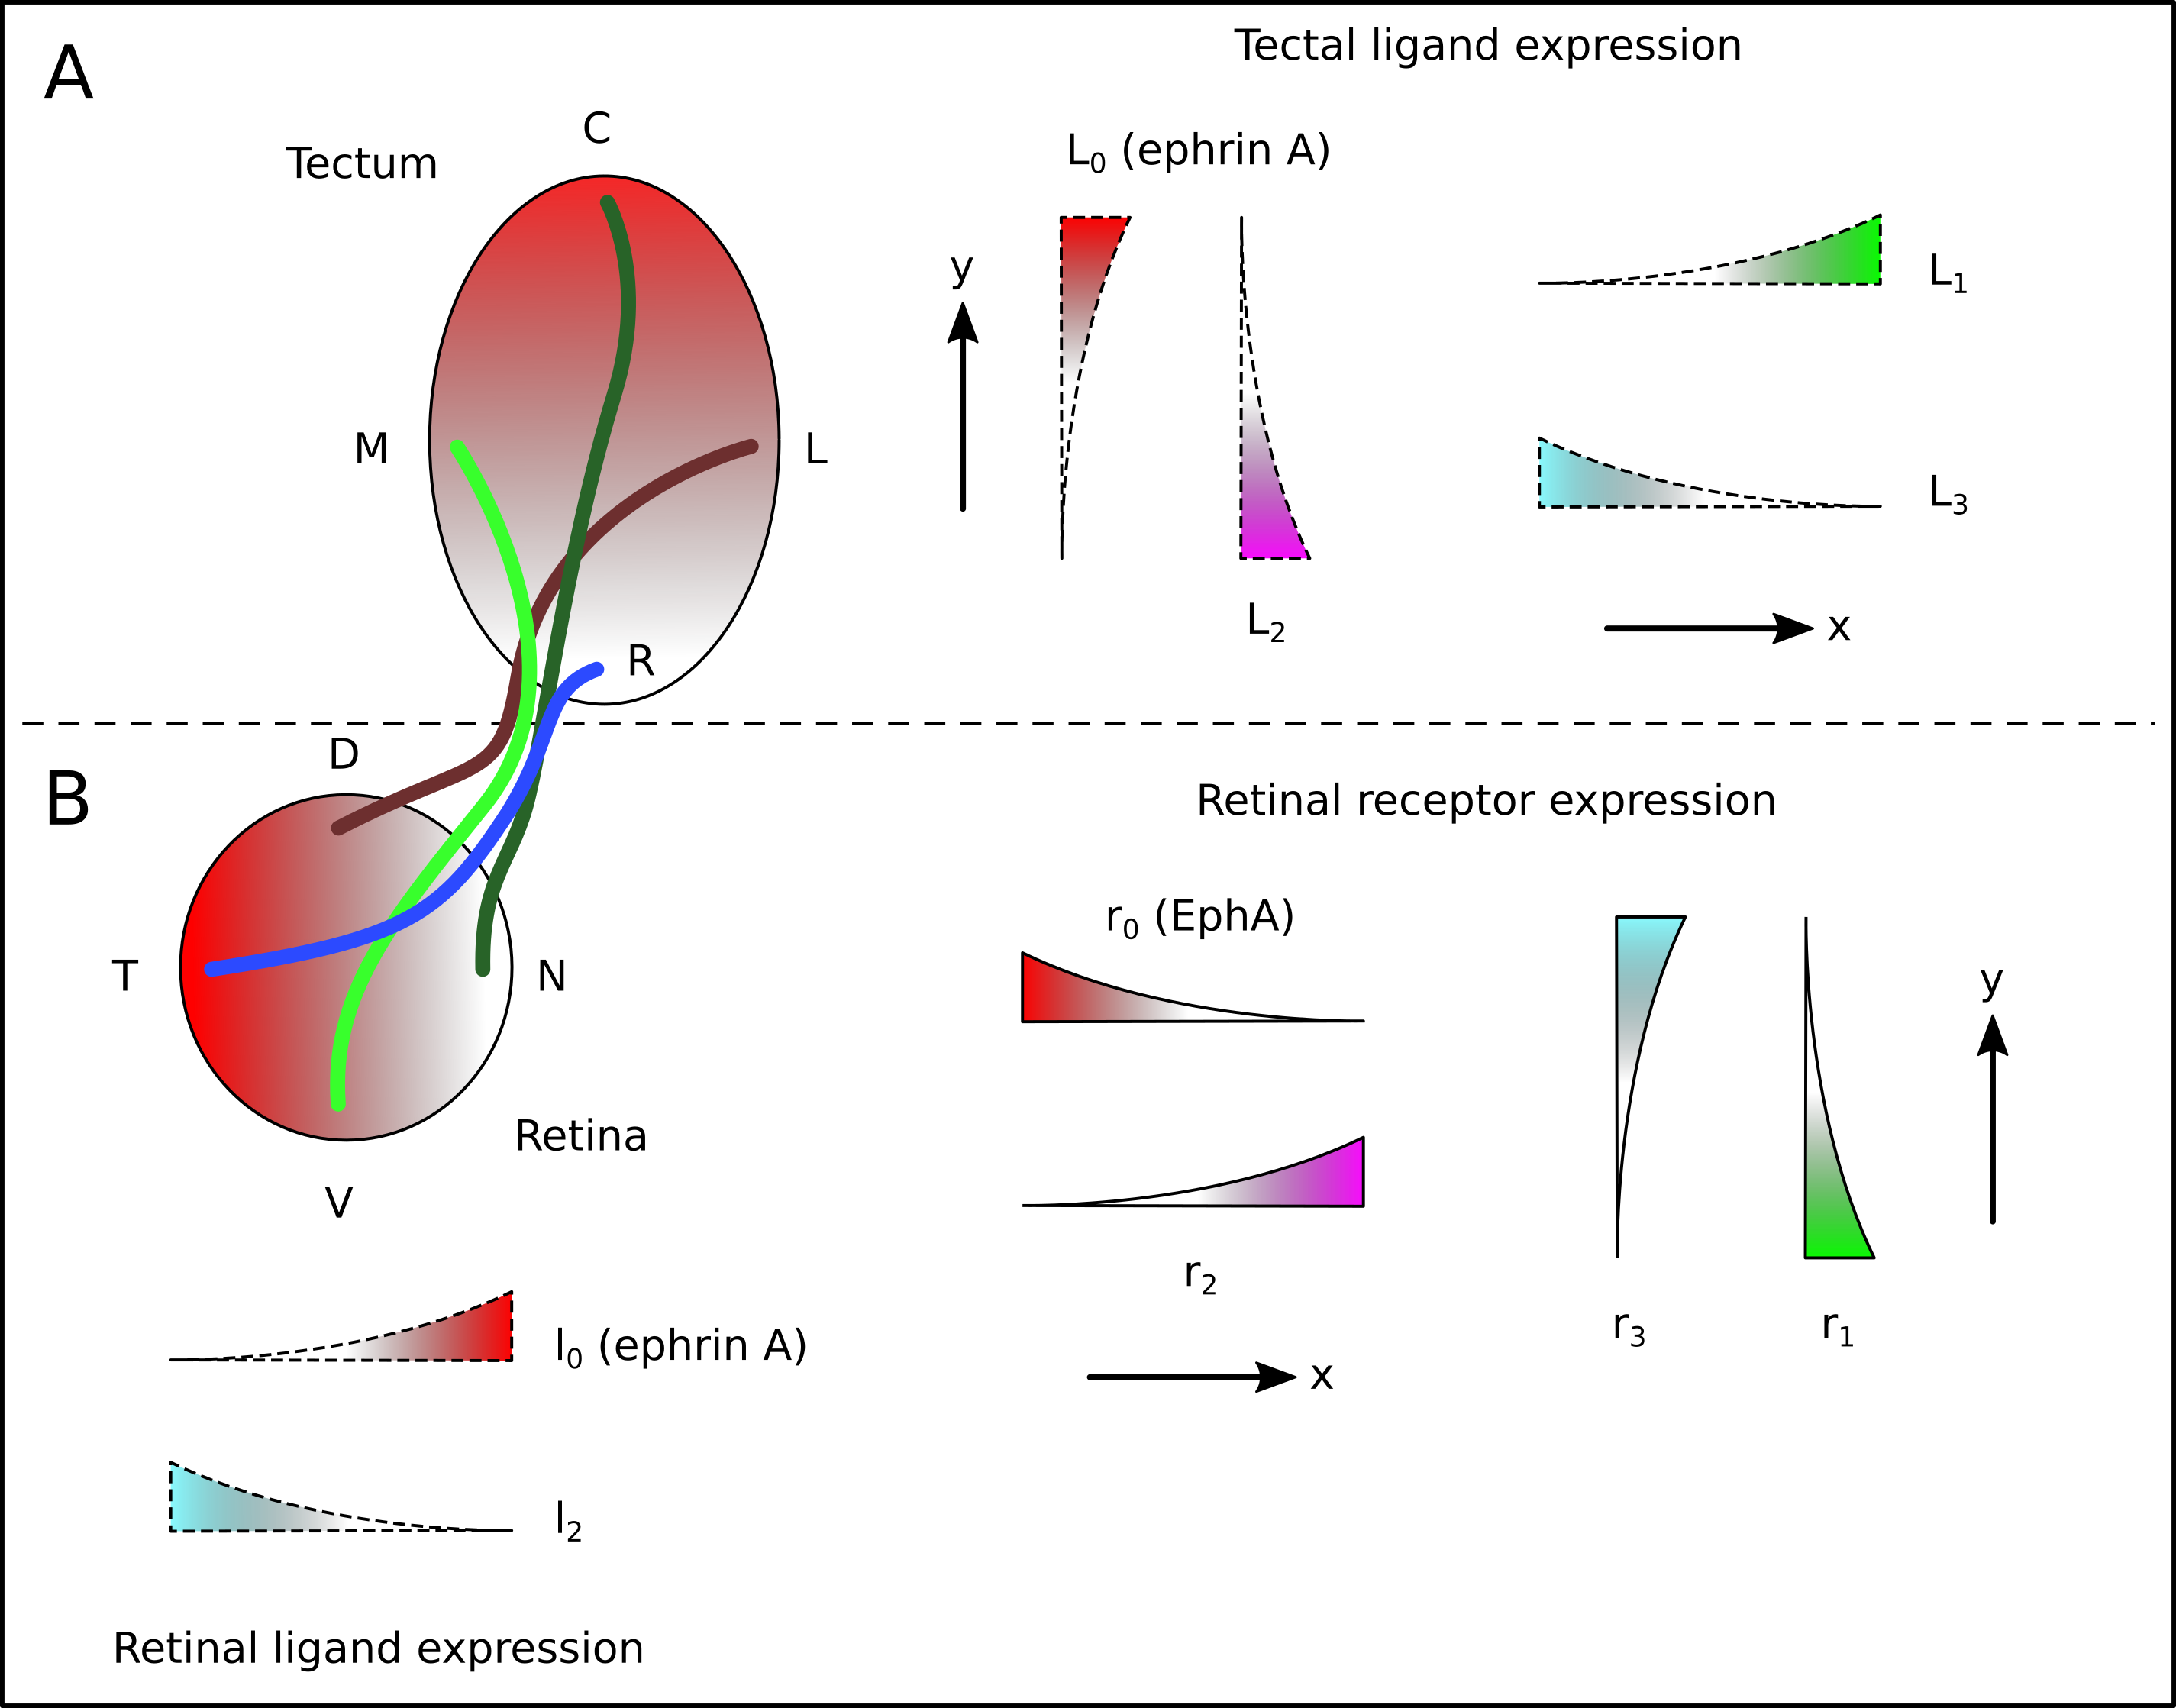 A
Tectal ligand expression
C
Tectum
L₀ (ephrin A)
y
L₁
M
L
L₃
L₂
x
R
D
B
Retinal receptor expression
r₀ (EphA)
T
N
y
Retina
V
r₂
r₃
r₁
l₀ (ephrin A)
x
l₂
Retinal ligand expression